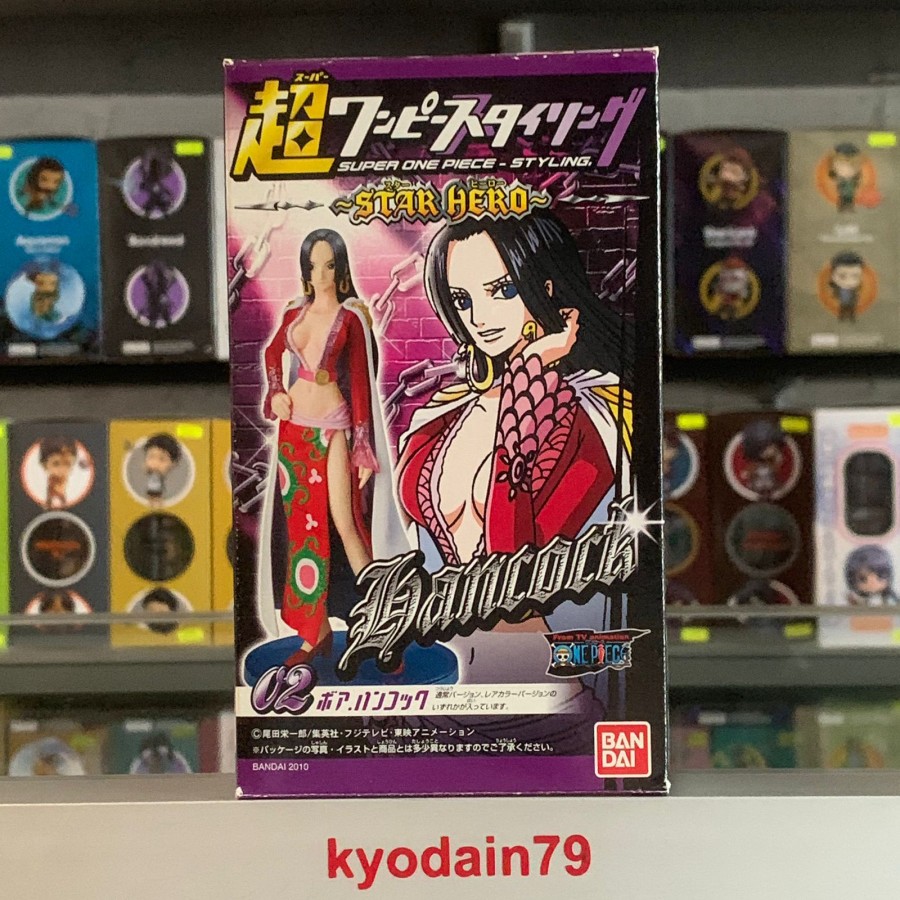 スーパー
超ワンピーススタイリング
SUPER ONE PIECE - STYLING.
スター ヒーロー
~STAR HERO~
Hancock
From TV animation
ONE PIECE
02 ボア.ハンコック
通常バージョン、レアカラーバージョンの
いずれかが入っています。
©尾田栄一郎/集英社・フジテレビ・東映アニメーション
※パッケージの写真・イラストと商品とは多少異なりますのでご了承ください。
BANDAI 2010
BAN
DAI
kyodain79